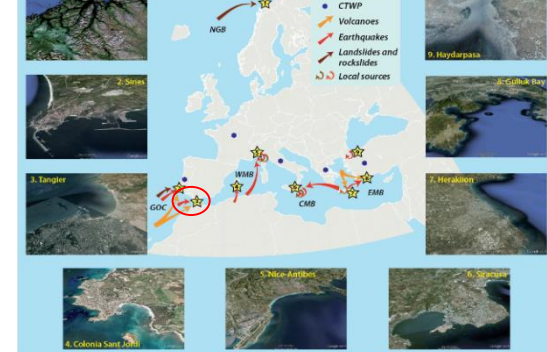 NGB
CTWP
Volcanoes
Earthquakes
Landslides and
rockslides
Local sources
9. Haydarpasa
2. Sines
8. Gulluk Bay
3. Tangier
7. Heraklion
WMB
GOC
CMB
EMB
4. Colonia Sant Jordi
5. Nice-Antibes
6. Siracusa